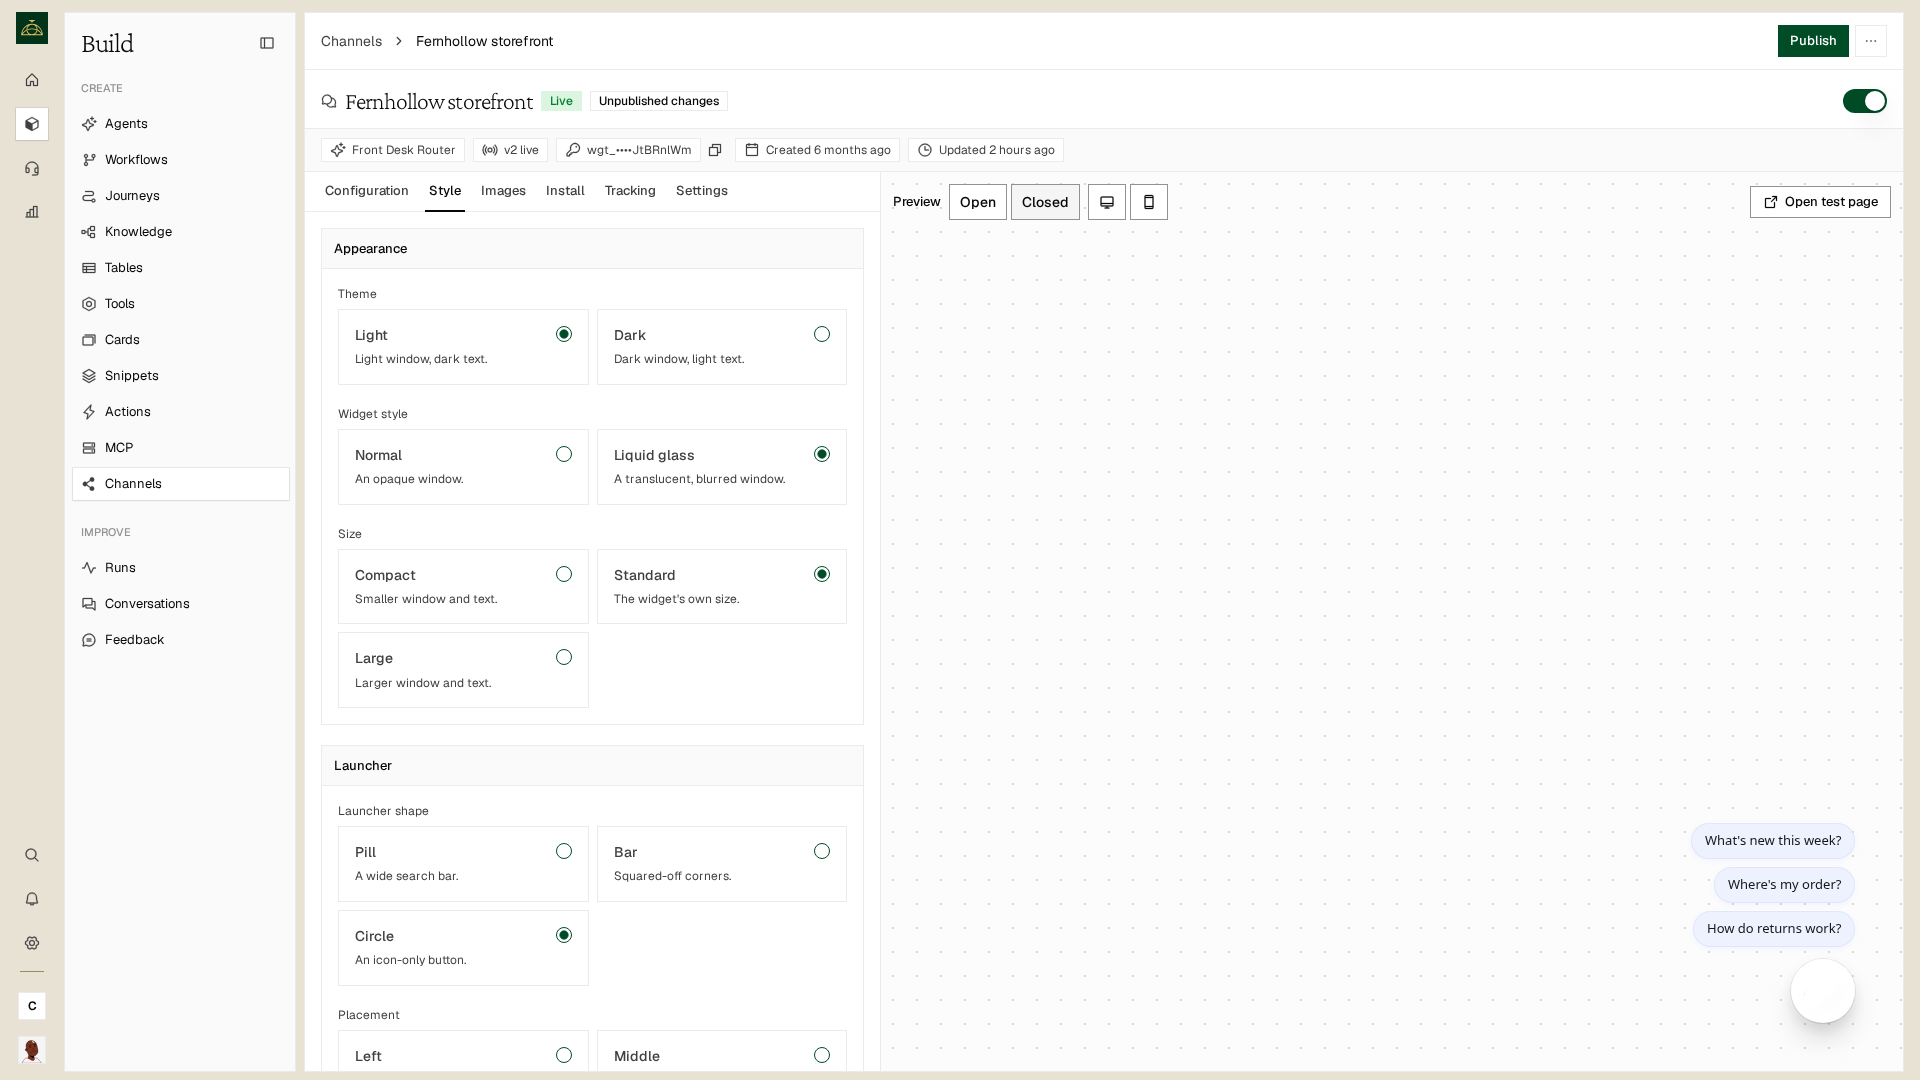 Build
CREATE
Agents
Workflows
Journeys
Knowledge
Tables
Tools
Cards
Snippets
Actions
MCP
Channels
IMPROVE
Runs
Conversations
Feedback
C
Channels
Fernhollow storefront
Publish
Fernhollow storefront
Live
Unpublished changes
Front Desk Router
v2 live
wgt_••••JtBRnlWm
Created 6 months ago
Updated 2 hours ago
Configuration
Style
Images
Install
Tracking
Settings
Appearance
Theme
Light
Light window, dark text.
Dark
Dark window, light text.
Widget style
Normal
An opaque window.
Liquid glass
A translucent, blurred window.
Size
Compact
Smaller window and text.
Standard
The widget's own size.
Large
Larger window and text.
Launcher
Launcher shape
Pill
A wide search bar.
Bar
Squared-off corners.
Circle
An icon-only button.
Placement
Left
Middle
Preview
Open
Closed
Open test page
What's new this week?
Where's my order?
How do returns work?